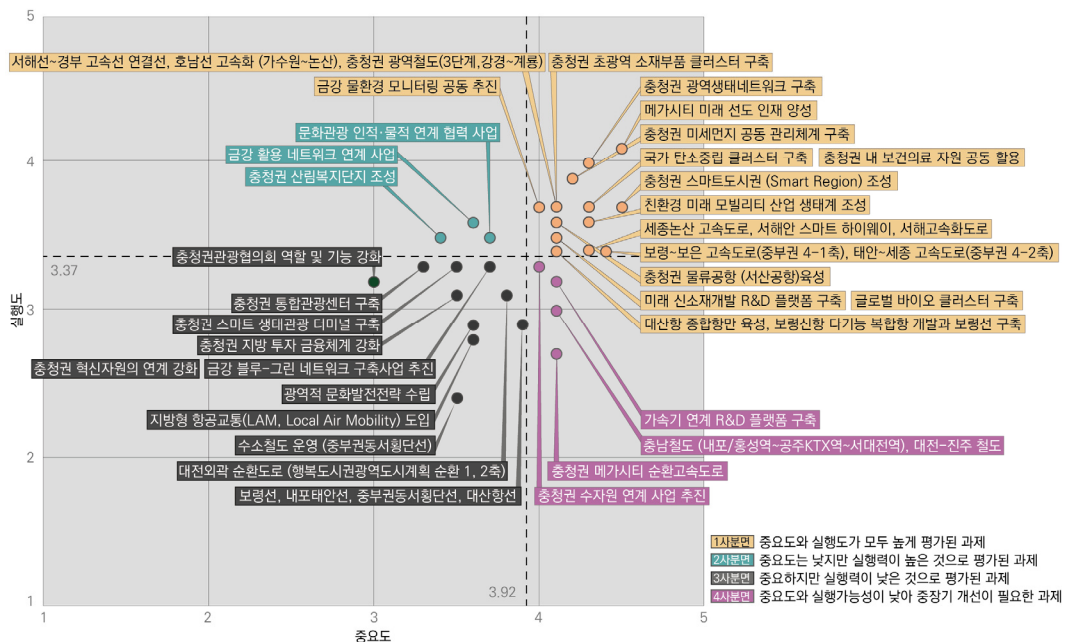 5
서해선~경부 고속선 연결선, 호남선 고속화 (가수원~논산), 충청권 광역철도(3단계,강경~계룡)
충청권 초광역 소재부품 클러스터 구축
금강 물환경 모니터링 공동 추진
충청권 광역생태네트워크 구축
메가시티 미래 선도 인재 양성
문화관광 인적·물적 연계 협력 사업
충청권 미세먼지 공동 관리체계 구축
금강 활용 네트워크 연계 사업
국가 탄소중립 클러스터 구축
충청권 내 보건의료 자원 공동 활용
4
충청권 산림복지단지 조성
충청권 스마트도시권 (Smart Region) 조성
친환경 미래 모빌리티 산업 생태계 조성
세종논산 고속도로, 서해안 스마트 하이웨이, 서해고속화도로
충청권관광협의회 역할 및 기능 강화
보령~보은 고속도로(중부권 4-1축), 태안~세종 고속도로(중부권 4-2축)
3.37
충청권 물류공항 (서산공항)육성
충청권 통합관광센터 구축
미래 신소재개발 R&D 플랫폼 구축
글로벌 바이오 클러스터 구축
실행도
3
충청권 스마트 생태관광 디미널 구축
대산항 종합항만 육성, 보령신항 다기능 복합항 개발과 보령선 구축
충청권 지방 투자 금융체계 강화
충청권 혁신자원의 연계 강화
금강 블루-그린 네트워크 구축사업 추진
광역적 문화발전전략 수립
지방형 항공교통(LAM, Local Air Mobility) 도입
가속기 연계 R&D 플랫폼 구축
수소철도 운영 (중부권동서횡단선)
충남철도 (내포/홍성역~공주KTX역~서대전역), 대전-진주 철도
2
대전외곽 순환도로 (행복도시권광역도시계획 순환 1, 2축)
충청권 메가시티 순환고속도로
보령선, 내포태안선, 중부권동서횡단선, 대산항선
충청권 수자원 연계 사업 추진
1사분면 중요도와 실행도가 모두 높게 평가된 과제
2사분면 중요도는 낮지만 실행력이 높은 것으로 평가된 과제
3사분면 중요하지만 실행력이 낮은 것으로 평가된 과제
3.92
4사분면 중요도와 실행가능성이 낮아 중장기 개선이 필요한 과제
1
1 2 3 4 5
중요도